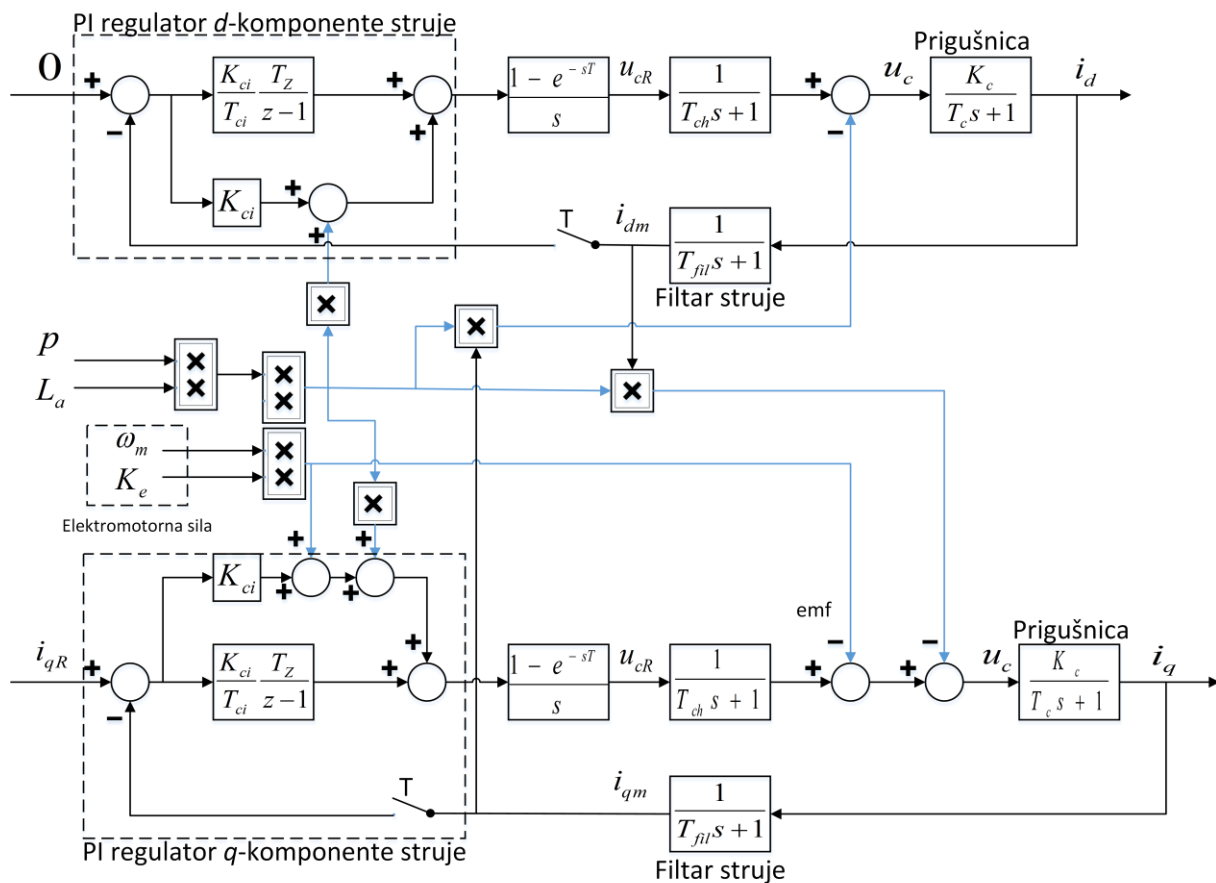 PI regulator d-komponente struje
0
+
−
K_ci/T_ci T_Z/(z−1)
+
+
K_ci
+
+
(1 − e^(−sT))/s
u_cR
1/(T_ch s+1)
+
−
u_c
Prigušnica
K_c/(T_c s+1)
i_d
T
i_dm
1/(T_fil s+1)
Filtar struje
×
×
p
L_a
×
×
×
×
×
ω_m
K_e
×
×
Elektromotorna sila
×
+
+
K_ci
+
+
emf
i_qR
+
−
K_ci/T_ci T_Z/(z−1)
+
+
(1 − e^(−sT))/s
u_cR
1/(T_ch s + 1)
+
−
+
−
u_c
Prigušnica
K_c/(T_c s + 1)
i_q
T
i_qm
1/(T_fil s+1)
PI regulator q-komponente struje
Filtar struje